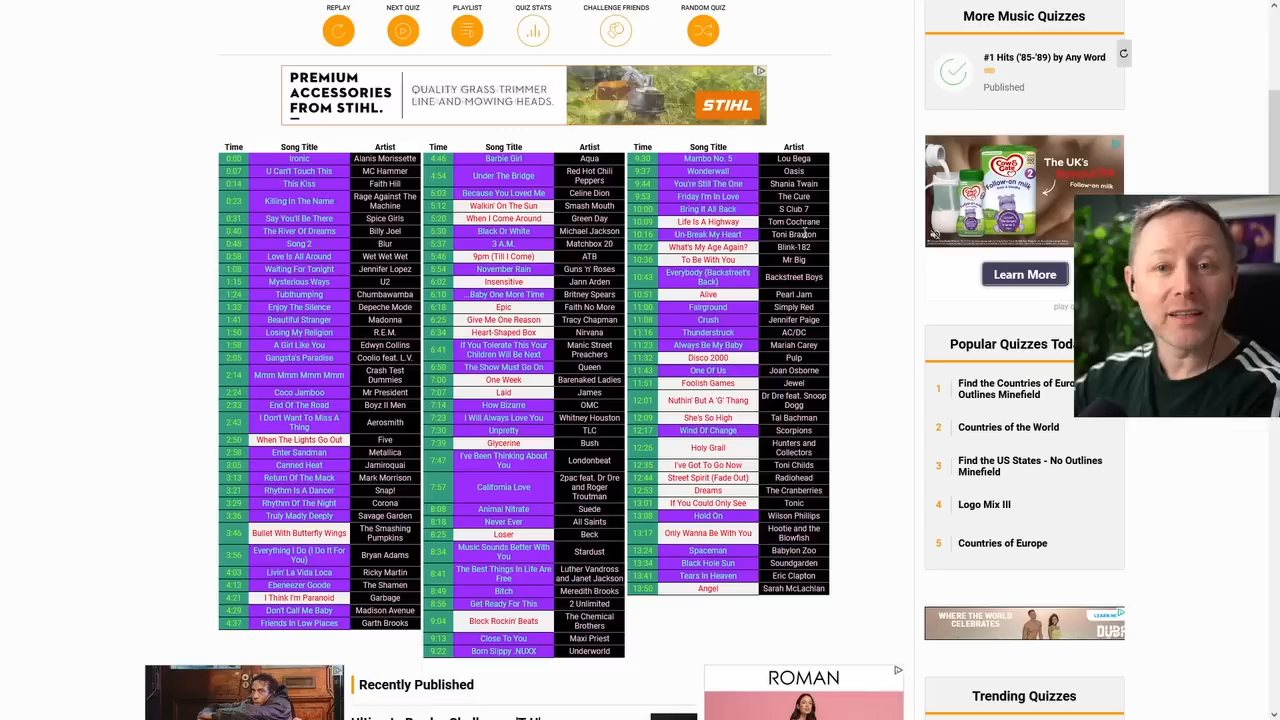 REPLAY NEXT QUIZ PLAYLIST QUIZ STATS CHALLENGE FRIENDS RANDOM QUIZ
PREMIUM
ACCESSORIES
FROM STIHL.
QUALITY GRASS TRIMMER
LINE AND MOWING HEADS.
STIHL
Time Song Title Artist
0:00 Ironic Alanis Morissette
0:07 U Can't Touch This MC Hammer
0:14 This Kiss Faith Hill
0:23 Killing In The Name Rage Against The Machine
0:31 Say You'll Be There Spice Girls
0:40 The River Of Dreams Billy Joel
0:48 Song 2 Blur
0:58 Love Is All Around Wet Wet Wet
1:08 Waiting For Tonight Jennifer Lopez
1:15 Mysterious Ways U2
1:24 Tubthumping Chumbawamba
1:33 Enjoy The Silence Depeche Mode
1:41 Beautiful Stranger Madonna
1:50 Losing My Religion R.E.M.
1:58 A Girl Like You Edwyn Collins
2:05 Gangsta's Paradise Coolio feat. L.V.
2:14 Mmm Mmm Mmm Mmm Crash Test Dummies
2:24 Coco Jamboo Mr President
2:33 End Of The Road Boyz II Men
2:43 I Don't Want To Miss A Thing Aerosmith
2:50 When The Lights Go Out Five
2:58 Enter Sandman Metallica
3:05 Canned Heat Jamiroquai
3:13 Return Of The Mack Mark Morrison
3:21 Rhythm Is A Dancer Snap!
3:29 Rhythm Of The Night Corona
3:36 Truly Madly Deeply Savage Garden
3:46 Bullet With Butterfly Wings The Smashing Pumpkins
3:56 Everything I Do (I Do It For You) Bryan Adams
4:03 Livin' La Vida Loca Ricky Martin
4:13 Ebeneezer Goode The Shamen
4:21 I Think I'm Paranoid Garbage
4:29 Don't Call Me Baby Madison Avenue
4:37 Friends In Low Places Garth Brooks
Time Song Title Artist
4:46 Barbie Girl Aqua
4:54 Under The Bridge Red Hot Chili Peppers
5:03 Because You Loved Me Celine Dion
5:12 Walkin' On The Sun Smash Mouth
5:20 When I Come Around Green Day
5:30 Black Or White Michael Jackson
5:37 3 A.M. Matchbox 20
5:46 9pm (Till I Come) ATB
5:54 November Rain Guns 'n' Roses
6:02 Insensitive Jann Arden
6:10 ...Baby One More Time Britney Spears
6:18 Epic Faith No More
6:25 Give Me One Reason Tracy Chapman
6:34 Heart-Shaped Box Nirvana
6:41 If You Tolerate This Your Children Will Be Next Manic Street Preachers
6:50 The Show Must Go On Queen
7:00 One Week Barenaked Ladies
7:07 Laid James
7:14 How Bizarre OMC
7:23 I Will Always Love You Whitney Houston
7:30 Unpretty TLC
7:39 Glycerine Bush
7:47 I've Been Thinking About You Londonbeat
7:57 California Love 2pac feat. Dr Dre and Roger Troutman
8:08 Animal Nitrate Suede
8:18 Never Ever All Saints
8:25 Loser Beck
8:34 Music Sounds Better With You Stardust
8:41 The Best Things In Life Are Free Luther Vandross and Janet Jackson
8:49 Bitch Meredith Brooks
8:56 Get Ready For This 2 Unlimited
9:04 Block Rockin' Beats The Chemical Brothers
9:13 Close To You Maxi Priest
9:22 Born Slippy .NUXX Underworld
Time Song Title Artist
9:30 Mambo No. 5 Lou Bega
9:37 Wonderwall Oasis
9:44 You're Still The One Shania Twain
9:53 Friday I'm In Love The Cure
10:00 Bring It All Back S Club 7
10:09 Life Is A Highway Tom Cochrane
10:16 Un-Break My Heart Toni Braxton
10:27 What's My Age Again? Blink-182
10:36 To Be With You Mr Big
10:43 Everybody (Backstreet's Back) Backstreet Boys
10:51 Alive Pearl Jam
11:00 Fairground Simply Red
11:08 Crush Jennifer Paige
11:16 Thunderstruck AC/DC
11:23 Always Be My Baby Mariah Carey
11:32 Disco 2000 Pulp
11:43 One Of Us Joan Osborne
11:51 Foolish Games Jewel
12:01 Nuthin' But A 'G' Thang Dr Dre feat. Snoop Dogg
12:09 She's So High Tal Bachman
12:17 Wind Of Change Scorpions
12:26 Holy Grail Hunters and Collectors
12:35 I've Got To Go Now Toni Childs
12:44 Street Spirit (Fade Out) Radiohead
12:53 Dreams The Cranberries
13:01 If You Could Only See Tonic
13:08 Hold On Wilson Phillips
13:17 Only Wanna Be With You Hootie and the Blowfish
13:24 Spaceman Babylon Zoo
13:34 Black Hole Sun Soundgarden
13:41 Tears In Heaven Eric Clapton
13:50 Angel Sarah McLachlan
Recently Published
ROMAN
More Music Quizzes
#1 Hits ('85-'89) by Any Word
Published
Cow & Gate
2
Follow-on milk
The UK's
favourite
Follow-on milk
Learn More
Popular Quizzes Tod
1 Find the Countries of Euro
Outlines Minefield
2 Countries of the World
3 Find the US States - No Outlines
Minefield
4 Logo Mix III
5 Countries of Europe
WHERE THE WORLD
CELEBRATES
Trending Quizzes